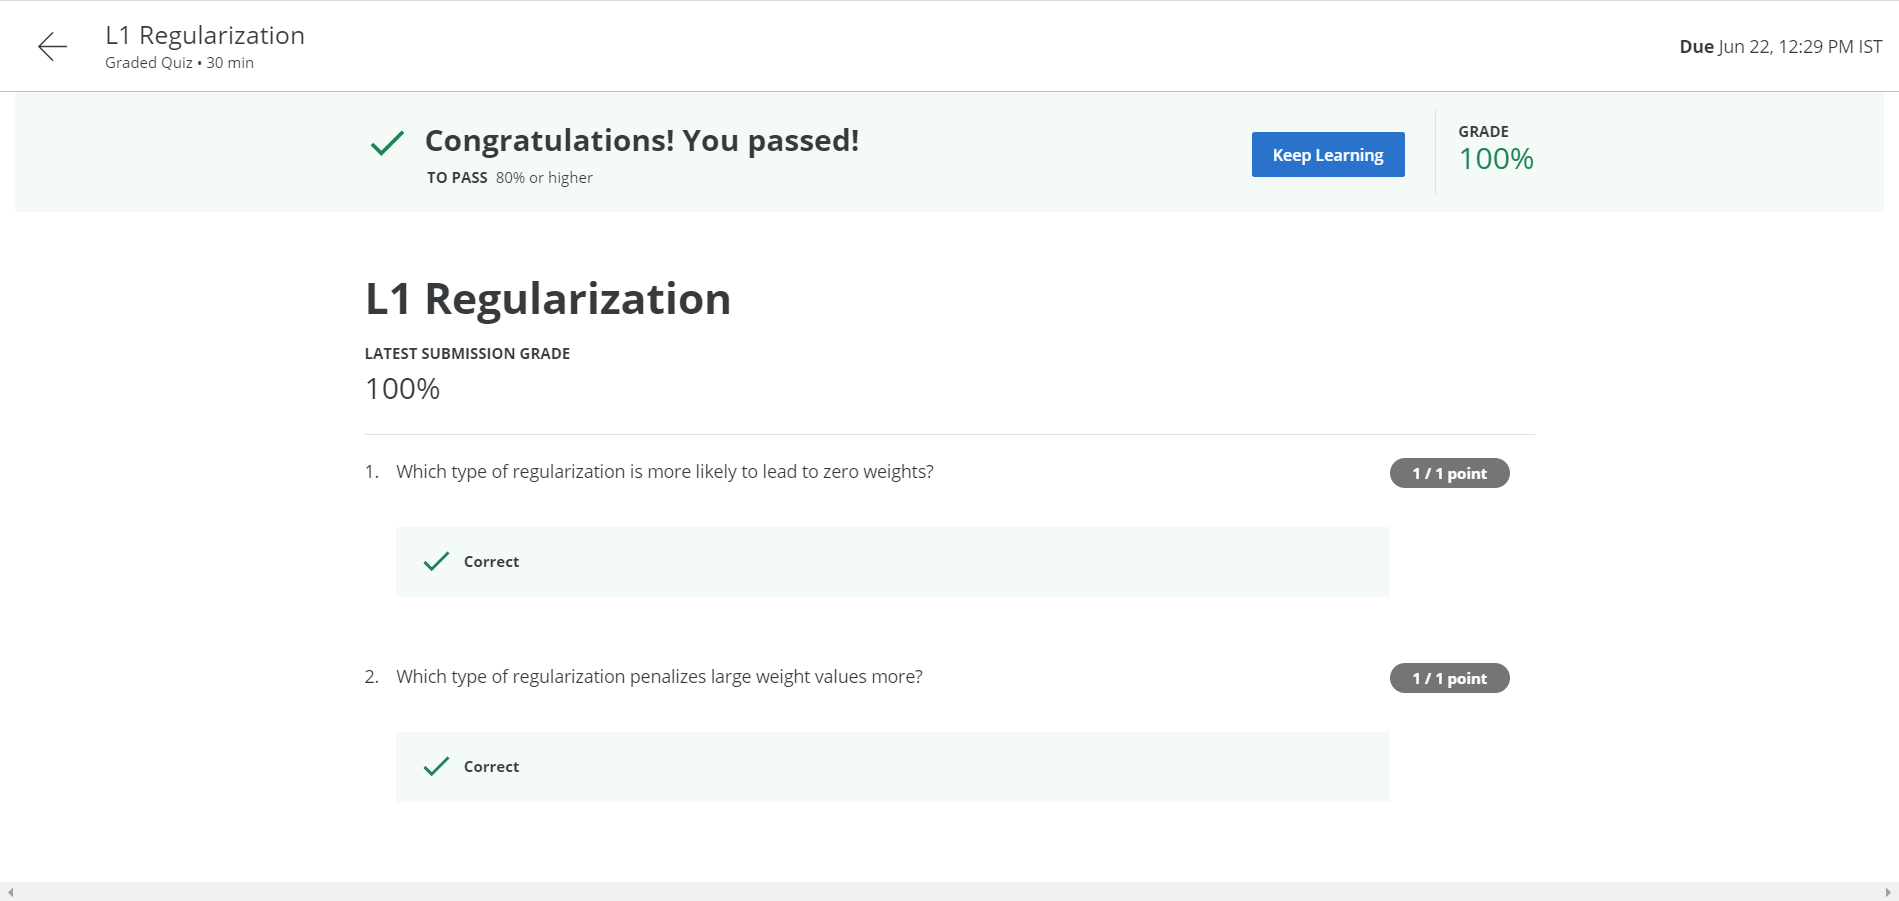 L1 Regularization
Graded Quiz • 30 min
Due Jun 22, 12:29 PM IST
Congratulations! You passed!
TO PASS 80% or higher
Keep Learning
GRADE
100%
L1 Regularization
LATEST SUBMISSION GRADE
100%
1. Which type of regularization is more likely to lead to zero weights?
1 / 1 point
Correct
2. Which type of regularization penalizes large weight values more?
1 / 1 point
Correct